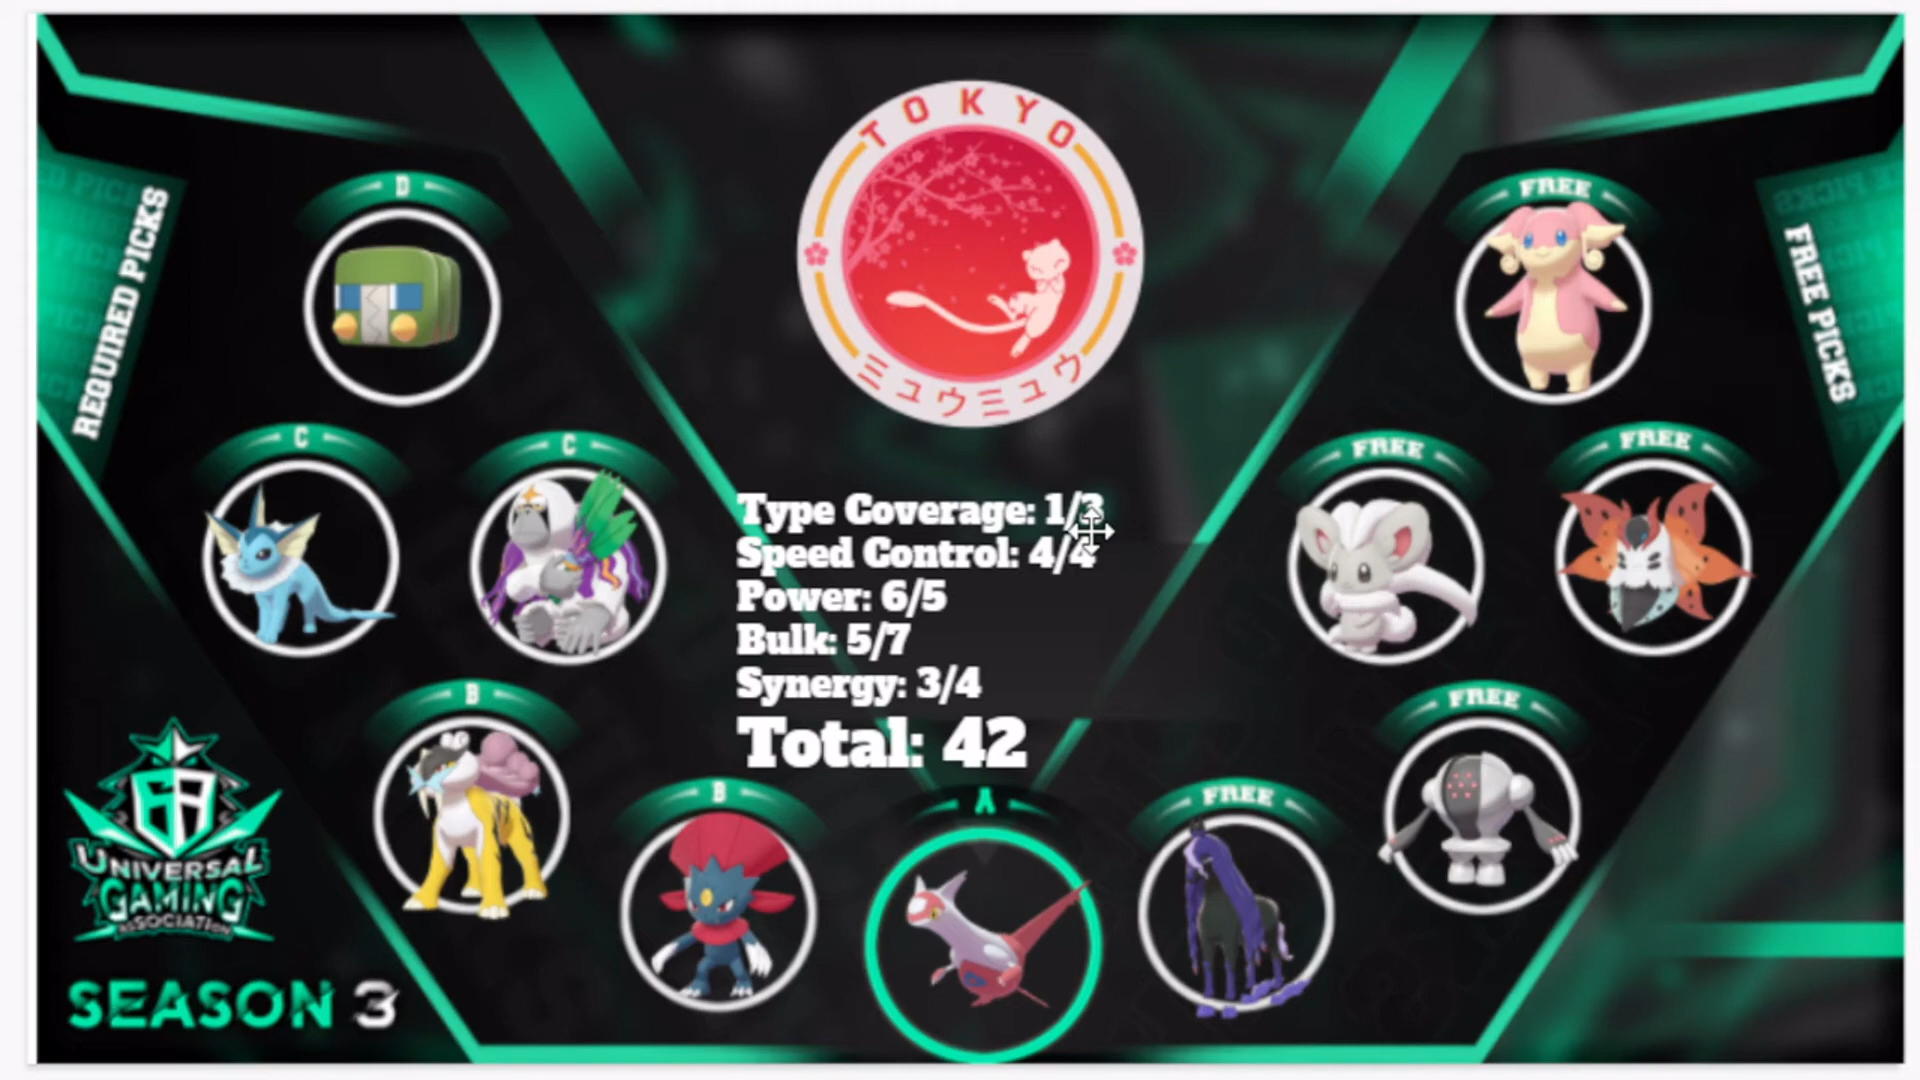 TOKYO
ミュウミュウ
REQUIRED PICKS
FREE PICKS
D
FREE
C
C
FREE
FREE
Type Coverage: 1/3
Speed Control: 4/4
Power: 6/5
Bulk: 5/7
Synergy: 3/4
Total: 42
B
FREE
B
A
FREE
UNIVERSAL
GAMING
ASSOCIATION
SEASON 3